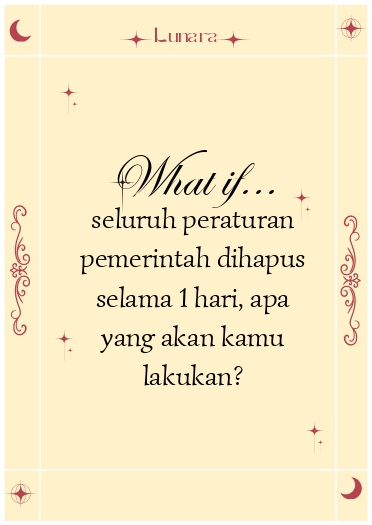 Lunara
What if...
seluruh peraturan
pemerintah dihapus
selama 1 hari, apa
yang akan kamu
lakukan?